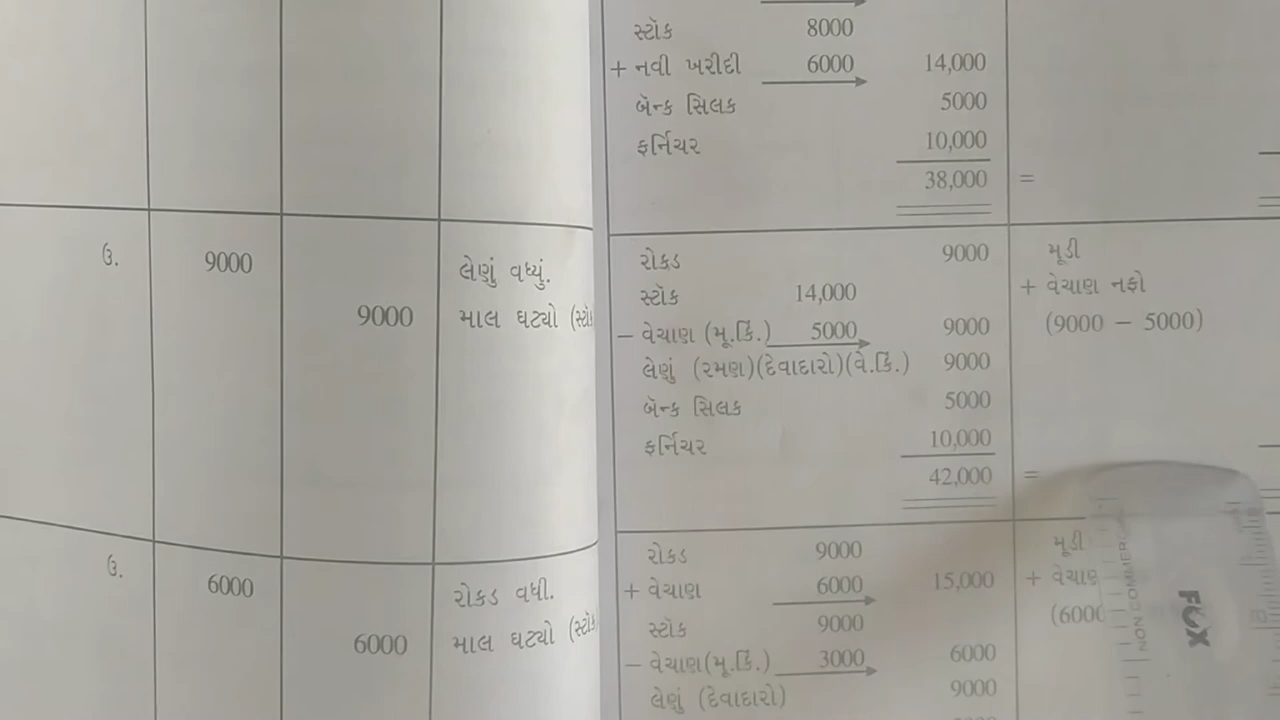 સ્ટૉક 8000
+ નવી ખરીદી 6000 14,000
બૅન્ક સિલક 5000
ફર્નિચર 10,000
38,000 =
ઉ. 9000 લેણું વધ્યું.
9000 માલ ઘટ્યો (સ્ટૉક
રોકડ 9000 મૂડી
સ્ટૉક 14,000 + વેચાણ નફો
− વેચાણ (મૂ.કિં.) 5000 9000 (9000 − 5000)
લેણું (રમણ)(દેવાદારો)(વે.કિં.) 9000
બૅન્ક સિલક 5000
ફર્નિચર 10,000
42,000 =
ઉ. 6000 રોકડ વધી.
6000 માલ ઘટ્યો (સ્ટૉક
રોકડ 9000 મૂડી
+ વેચાણ 6000 15,000 + વેચાણ
સ્ટૉક 9000 (6000
− વેચાણ(મૂ.કિં.) 3000 6000
લેણું (દેવાદારો) 9000
FOX